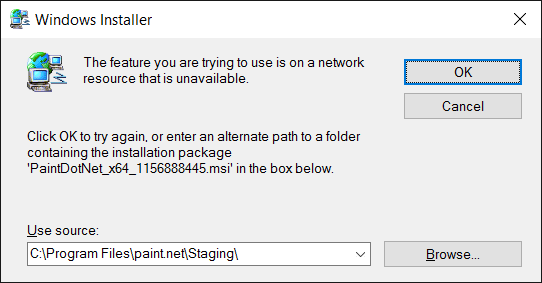 Windows Installer
The feature you are trying to use is on a network
resource that is unavailable.
OK
Cancel
Click OK to try again, or enter an alternate path to a folder
containing the installation package
'PaintDotNet_x64_1156888445.msi' in the box below.
Use source:
C:\Program Files\paint.net\Staging\
Browse...